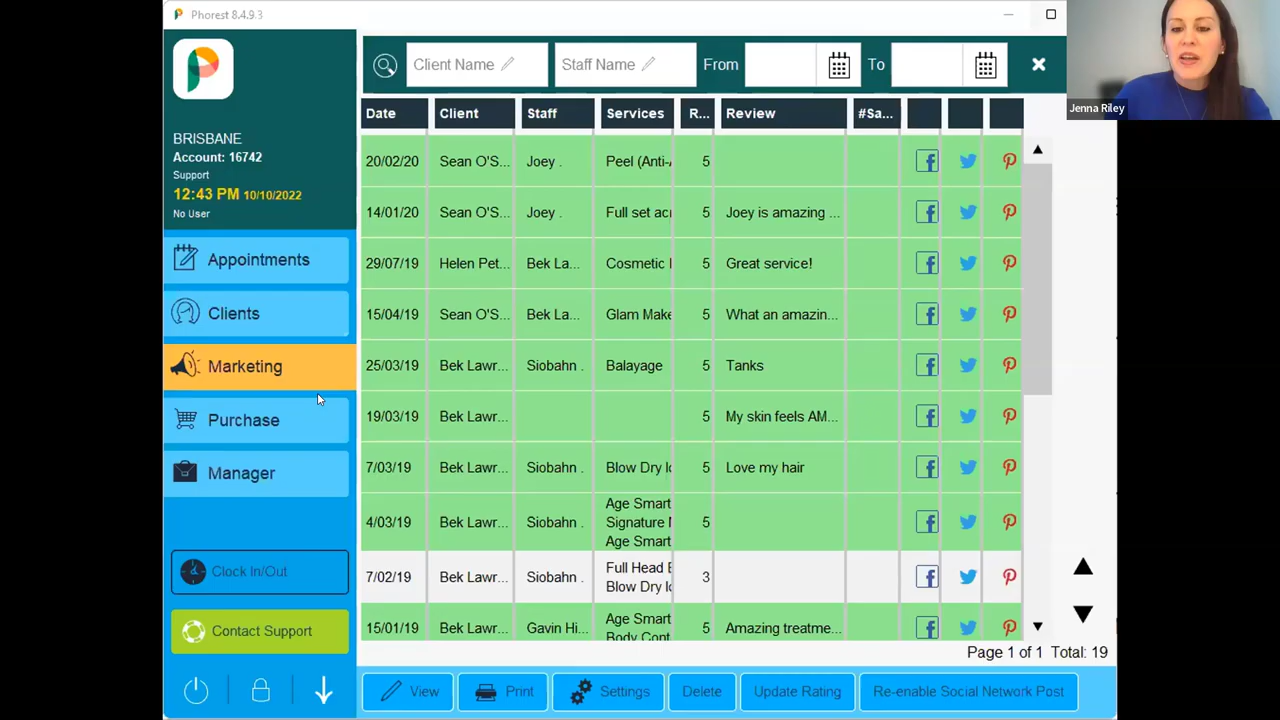 Phorest 8.4.9.3
Client Name
Staff Name
From
To
Jenna Riley
BRISBANE
Account: 16742
Support
12:43 PM 10/10/2022
No User
Appointments
Clients
Marketing
Purchase
Manager
Clock In/Out
Contact Support
Date Client Staff Services R... Review #Sa...
20/02/20 Sean O'S... Joey . Peel (Anti- 5
14/01/20 Sean O'S... Joey . Full set acr 5 Joey is amazing ...
29/07/19 Helen Pet... Bek La... Cosmetic 5 Great service!
15/04/19 Sean O'S... Bek La... Glam Make 5 What an amazin...
25/03/19 Bek Lawr... Siobahn . Balayage 5 Tanks
19/03/19 Bek Lawr... 5 My skin feels AM...
7/03/19 Bek Lawr... Siobahn . Blow Dry lo 5 Love my hair
Age Smart
4/03/19 Bek Lawr... Siobahn . Signature 5
Age Smart
Full Head
7/02/19 Bek Lawr... Siobahn . 3
Blow Dry lo
Age Smart
15/01/19 Bek Lawr... Gavin Hi... 5 Amazing treatme...
Body Cont
Page 1 of 1 Total: 19
View
Print
Settings
Delete
Update Rating
Re-enable Social Network Post